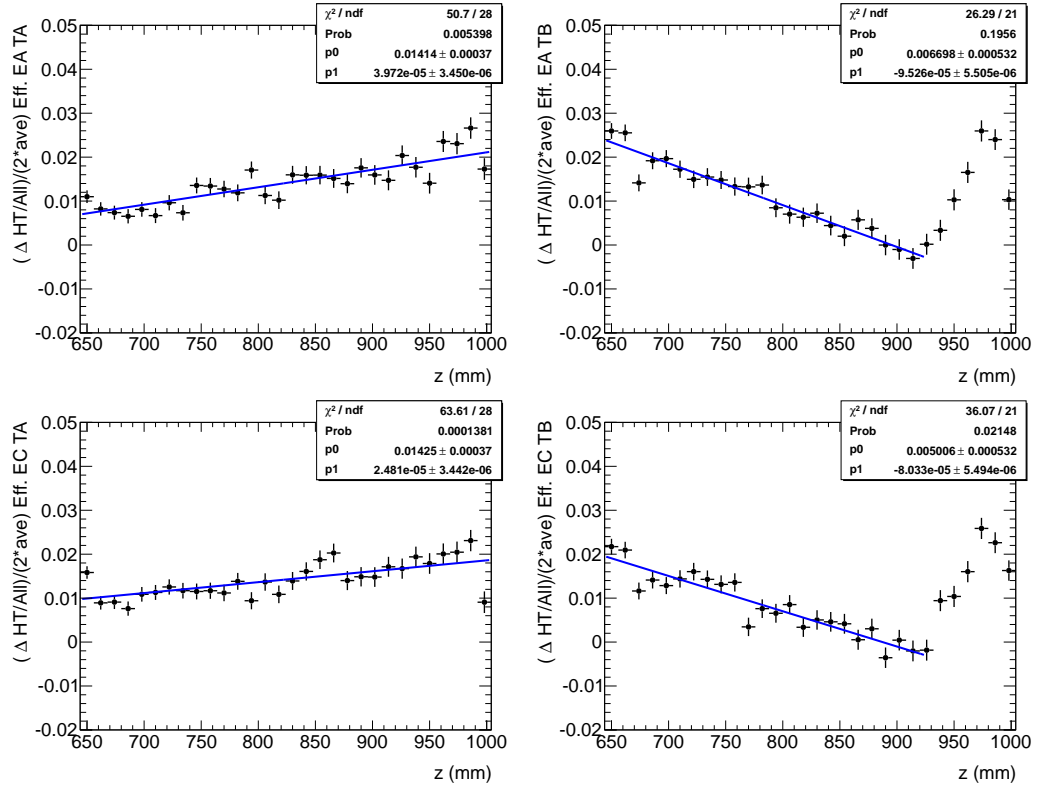 ( Δ HT/All)/(2*ave) Eff. EA TA
χ² / ndf 50.7 / 28
Prob 0.005398
p0 0.01414 ± 0.00037
p1 3.972e-05 ± 3.450e-06
0.05
0.04
0.03
0.02
0.01
0
-0.01
-0.02
650 700 750 800 850 900 950 1000
z (mm)
( Δ HT/All)/(2*ave) Eff. EA TB
χ² / ndf 26.29 / 21
Prob 0.1956
p0 0.006698 ± 0.000532
p1 -9.526e-05 ± 5.505e-06
0.05
0.04
0.03
0.02
0.01
0
-0.01
-0.02
650 700 750 800 850 900 950 1000
z (mm)
( Δ HT/All)/(2*ave) Eff. EC TA
χ² / ndf 63.61 / 28
Prob 0.0001381
p0 0.01425 ± 0.00037
p1 2.481e-05 ± 3.442e-06
0.05
0.04
0.03
0.02
0.01
0
-0.01
-0.02
650 700 750 800 850 900 950 1000
z (mm)
( Δ HT/All)/(2*ave) Eff. EC TB
χ² / ndf 36.07 / 21
Prob 0.02148
p0 0.005006 ± 0.000532
p1 -8.033e-05 ± 5.494e-06
0.05
0.04
0.03
0.02
0.01
0
-0.01
-0.02
650 700 750 800 850 900 950 1000
z (mm)